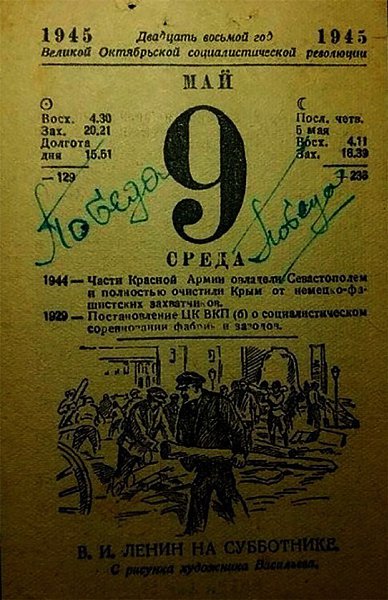 1945 Двадцать восьмой год 1945
Великой Октябрьской социалистической революции
МАЙ
Восх. 4.30
Зах. 20.21
Долгота
дня 15.51
— 129
9
Посл. четв.
5 мая
Восх. 4.11
Зах. 16.39
+ 236
Победа
Победа
СРЕДА
1944 — Части Красной Армии овладели Севастополем
и полностью очистили Крым от немецко-фа-
шистских захватчиков.
1929 — Постановление ЦК ВКП (б) о социалистическом
соревновании фабрик и заводов.
В. И. ЛЕНИН НА СУББОТНИКЕ.
С рисунка художника Васильева.